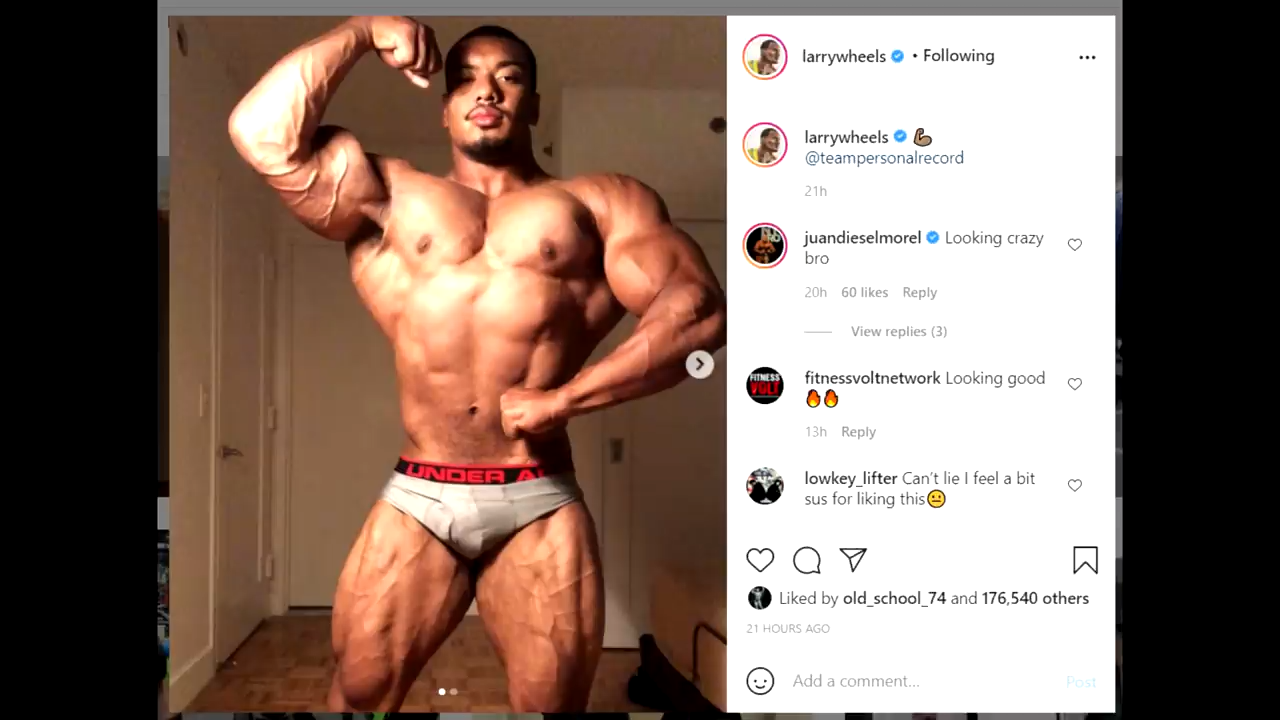 larrywheels • Following
larrywheels 💪🏽
@teampersonalrecord
21h
juandieselmorel Looking crazy
bro
20h 60 likes Reply
View replies (3)
fitnessvoltnetwork Looking good
🔥🔥
13h Reply
lowkey_lifter Can’t lie I feel a bit
sus for liking this😐
Liked by old_school_74 and 176,540 others
21 HOURS AGO
Add a comment... Post
FITNESS
VOLT
UNDER A